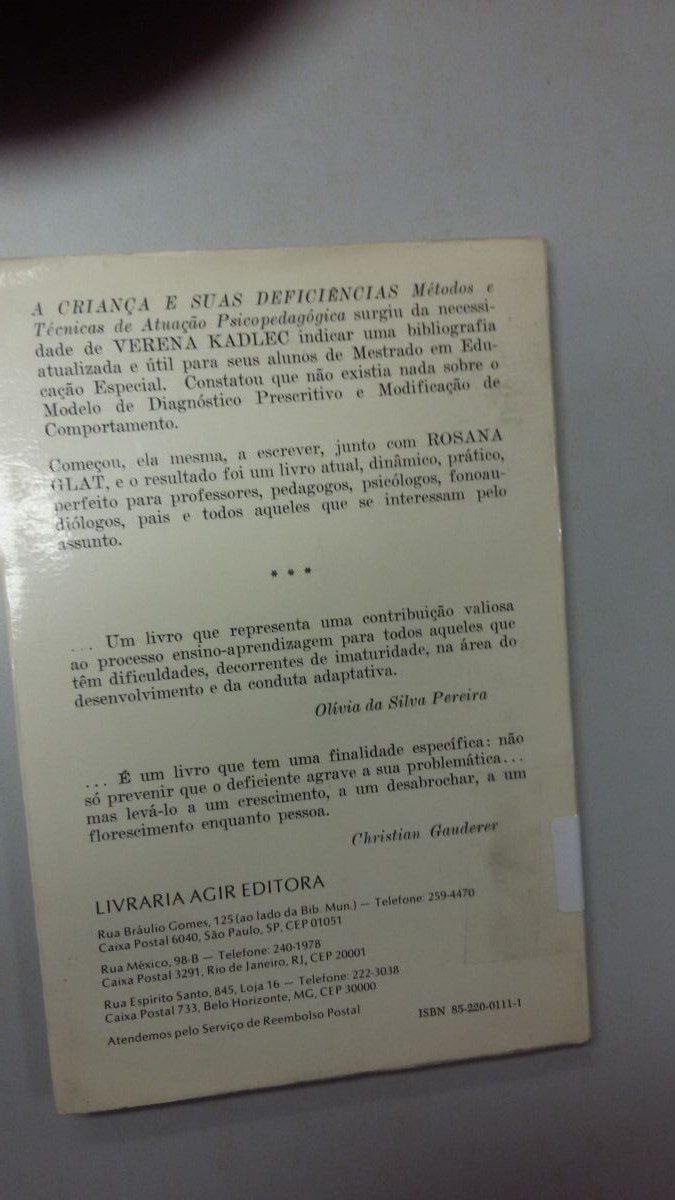 A CRIANÇA E SUAS DEFICIÊNCIAS Métodos e
Técnicas de Atuação Psicopedagógica surgiu da necessi-
dade de VERENA KADLEC indicar uma bibliografia
atualizada e útil para seus alunos de Mestrado em Edu-
cação Especial. Constatou que não existia nada sobre o
Modelo de Diagnóstico Prescritivo e Modificação de
Comportamento.
Começou, ela mesma, a escrever, junto com ROSANA
GLAT, e o resultado foi um livro atual, dinâmico, prático,
perfeito para professores, pedagogos, psicólogos, fonoau-
diólogos, pais e todos aqueles que se interessam pelo
assunto.
* * *
... Um livro que representa uma contribuição valiosa
ao processo ensino-aprendizagem para todos aqueles que
têm dificuldades, decorrentes de imaturidade, na área do
desenvolvimento e da conduta adaptativa.
Olívia da Silva Pereira
... É um livro que tem uma finalidade específica: não
só prevenir que o deficiente agrave a sua problemática...
mas levá-lo a um crescimento, a um desabrochar, a um
florescimento enquanto pessoa.
Christian Gauderer
LIVRARIA AGIR EDITORA
Rua Bráulio Gomes, 125 (ao lado da Bib. Mun.) — Telefone: 259-4470
Caixa Postal 6040, São Paulo, SP, CEP 01051
Rua México, 98-B — Telefone: 240-1978
Caixa Postal 3291, Rio de Janeiro, RJ, CEP 20001
Rua Espírito Santo, 845, Loja 16 — Telefone: 222-3038
Caixa Postal 733, Belo Horizonte, MG, CEP 30000
Atendemos pelo Serviço de Reembolso Postal
ISBN 85-220-0111-1